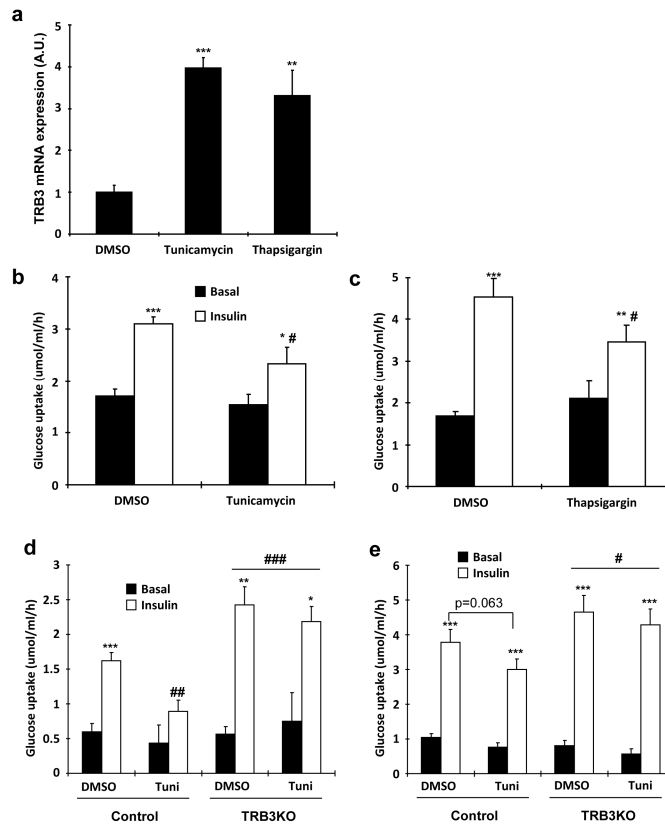 a
TRB3 mRNA expression (A.U.)
5
4
3
2
1
0
***
**
DMSO Tunicamycin Thapsigargin
b
Glucose uptake (umol/ml/h)
4
3
2
1
0
Basal
Insulin
***
* #
DMSO Tunicamycin
c
Glucose uptake (umol/ml/h)
5
4
3
2
1
0
***
** #
DMSO Thapsigargin
d
Glucose uptake (umol/ml/h)
3
2.5
2
1.5
1
0.5
0
Basal
Insulin
###
***
##
**
*
DMSO Tuni DMSO Tuni
Control TRB3KO
e
Glucose uptake (umol/ml/h)
6
5
4
3
2
1
0
Basal
Insulin
#
p=0.063
***
***
***
***
DMSO Tuni DMSO Tuni
Control TRB3KO